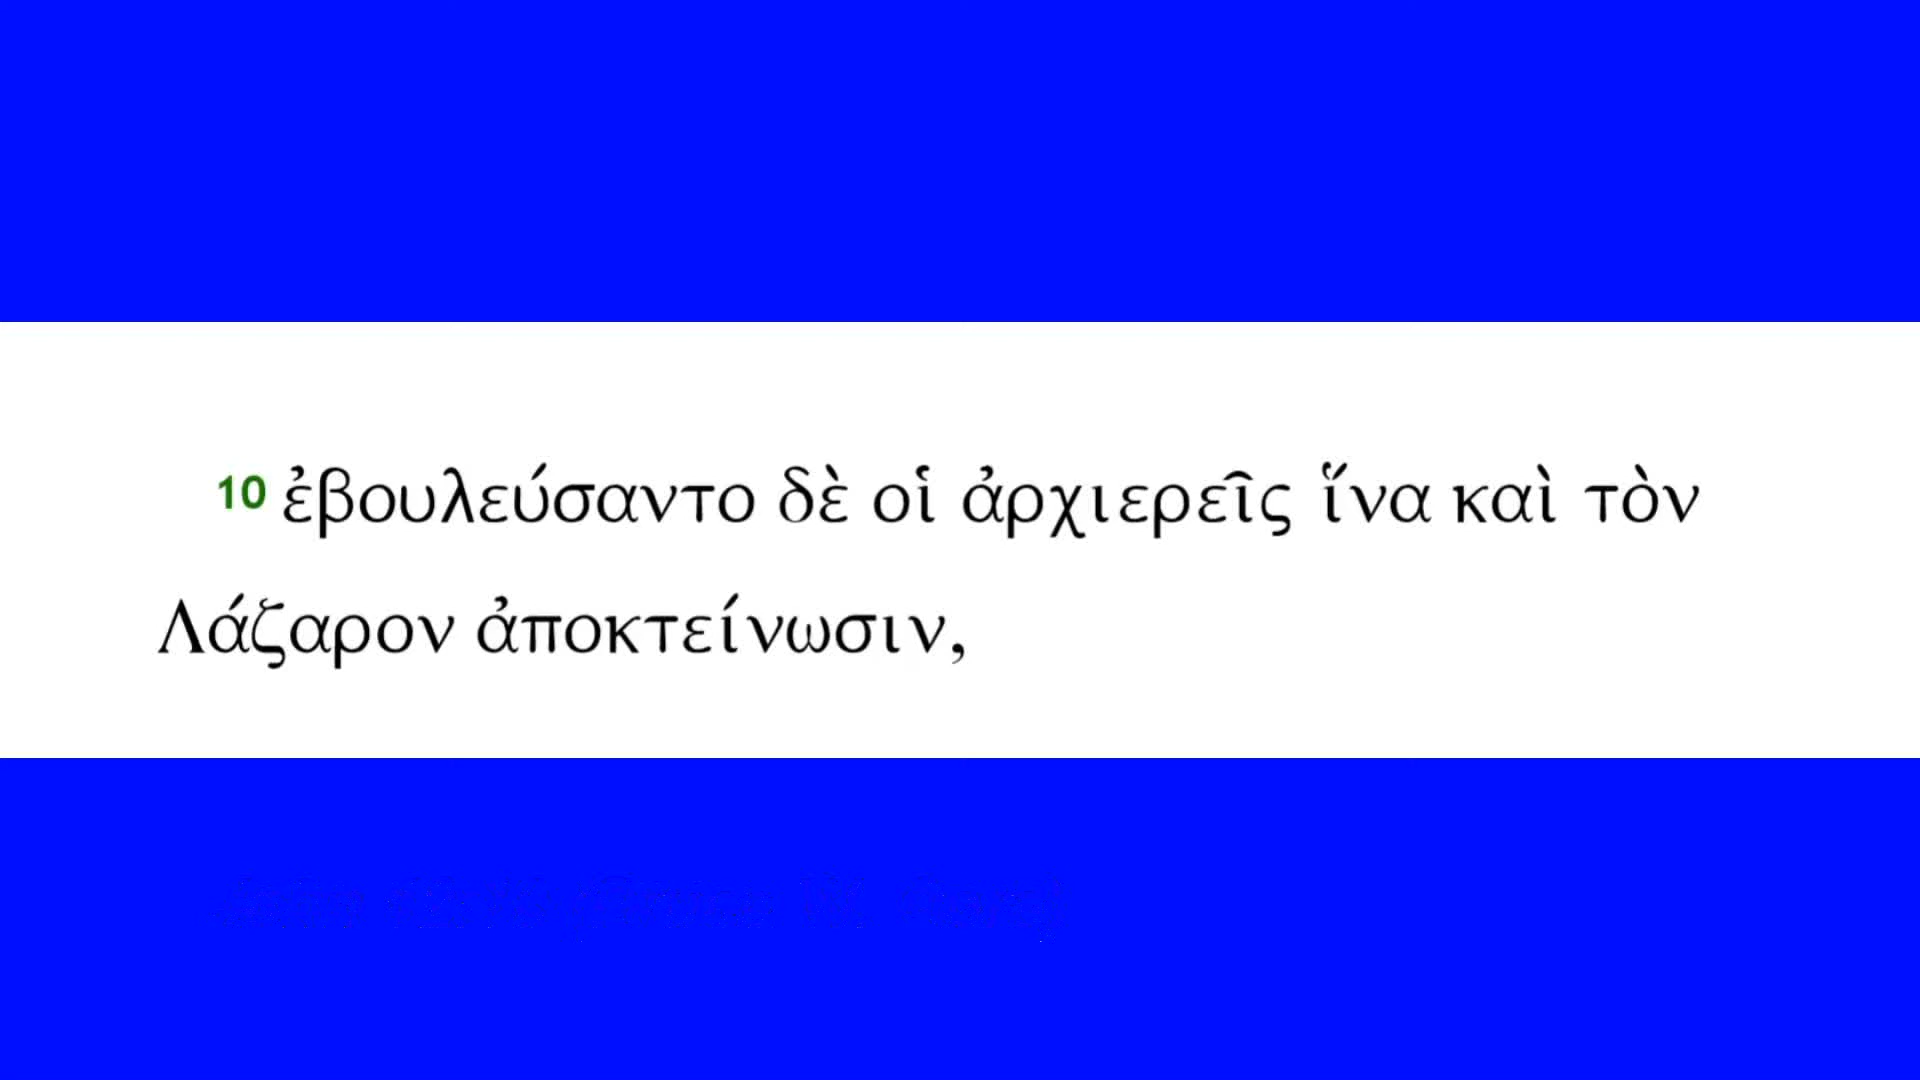 10 ἐβουλεύσαντο δὲ οἱ ἀρχιερεῖς ἵνα καὶ τὸν
Λάζαρον ἀποκτείνωσιν,